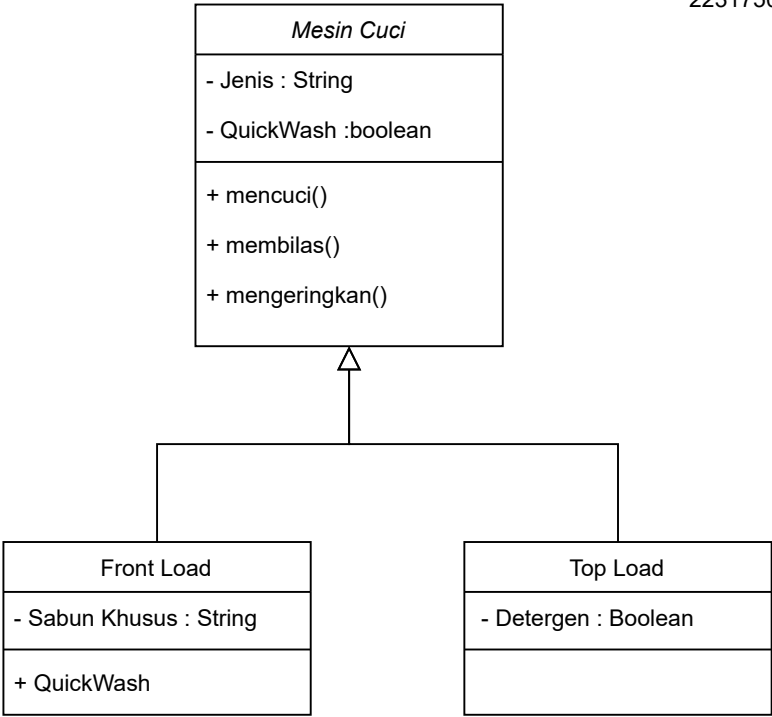 Mesin Cuci
- Jenis : String
- QuickWash :boolean
+ mencuci()
+ membilas()
+ mengeringkan()
Front Load
- Sabun Khusus : String
+ QuickWash
Top Load
- Detergen : Boolean